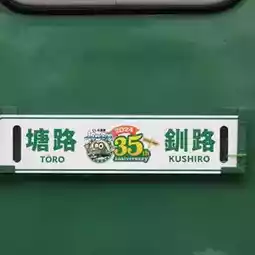 塘路
TORO
2024
35th
anniversary
釧路
KUSHIRO